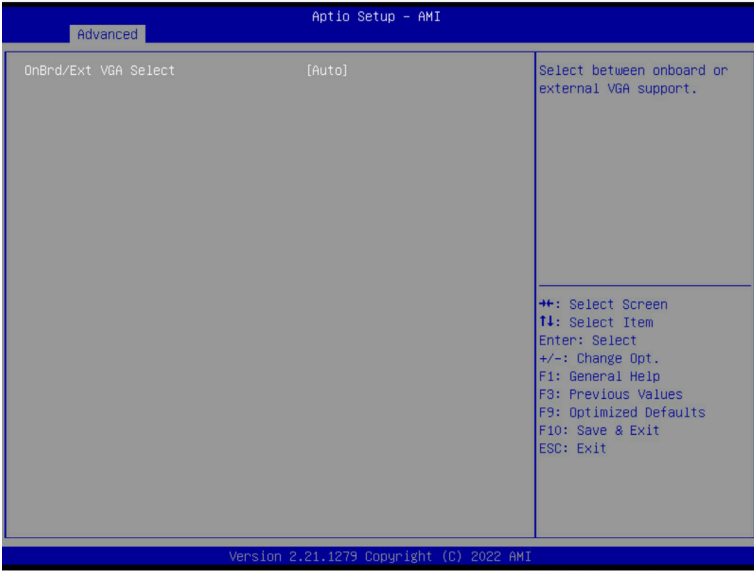 Aptio Setup – AMI
Advanced
OnBrd/Ext VGA Select [Auto]
Select between onboard or
external VGA support.
→←: Select Screen
↑↓: Select Item
Enter: Select
+/-: Change Opt.
F1: General Help
F3: Previous Values
F9: Optimized Defaults
F10: Save & Exit
ESC: Exit
Version 2.21.1279 Copyright (C) 2022 AMI